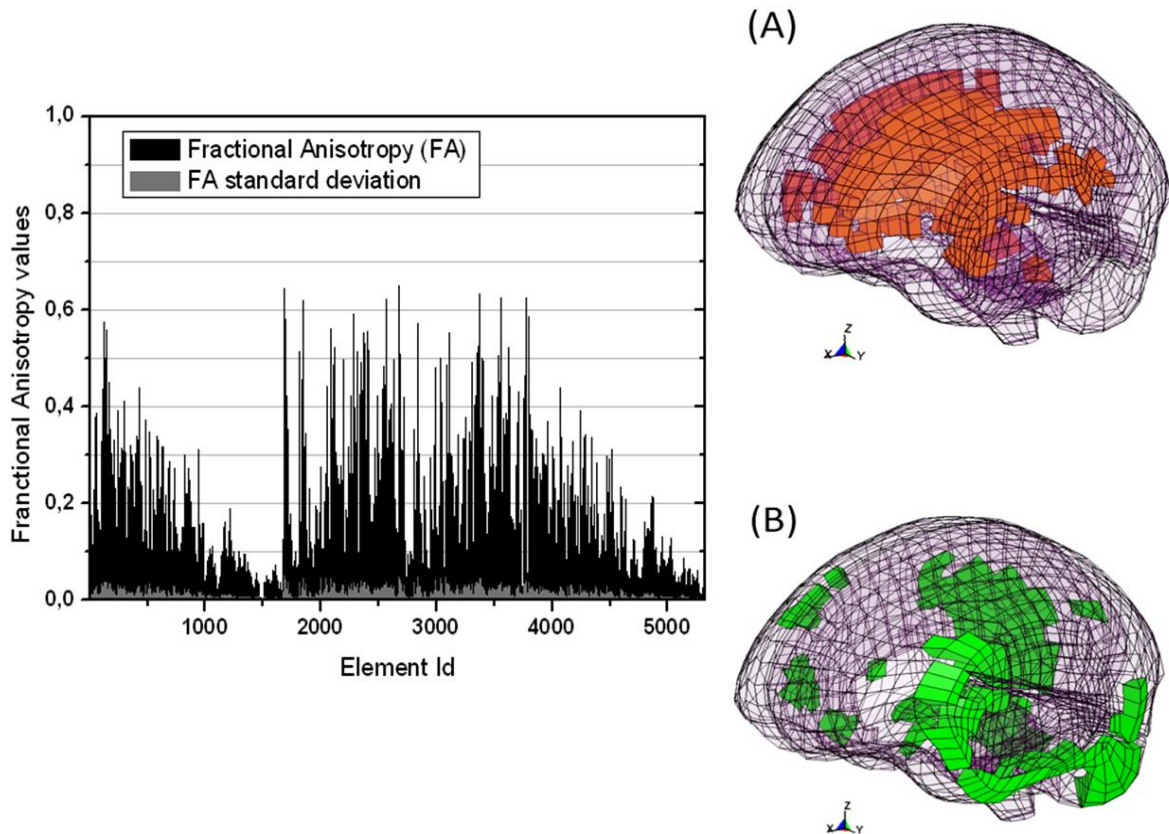 (A)
1,0
0,8
0,6
0,4
0,2
0,0
Franctional Anisotropy values
Fractional Anisotropy (FA)
FA standard deviation
1000
2000
3000
4000
5000
Element Id
Z
X
Y
(B)
Z
X
Y